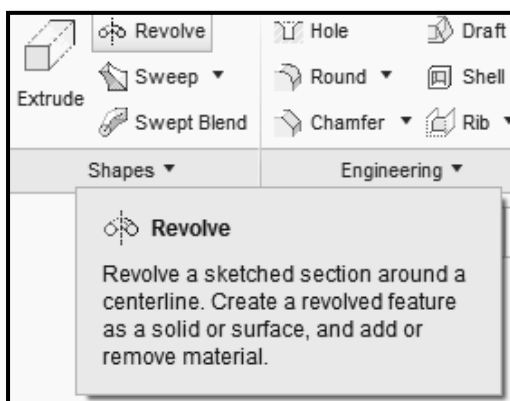 Revolve
Hole
Draft
Sweep
Round
Shell
Extrude
Swept Blend
Chamfer
Rib
Shapes
Engineering
Revolve
Revolve a sketched section around a
centerline. Create a revolved feature
as a solid or surface, and add or
remove material.